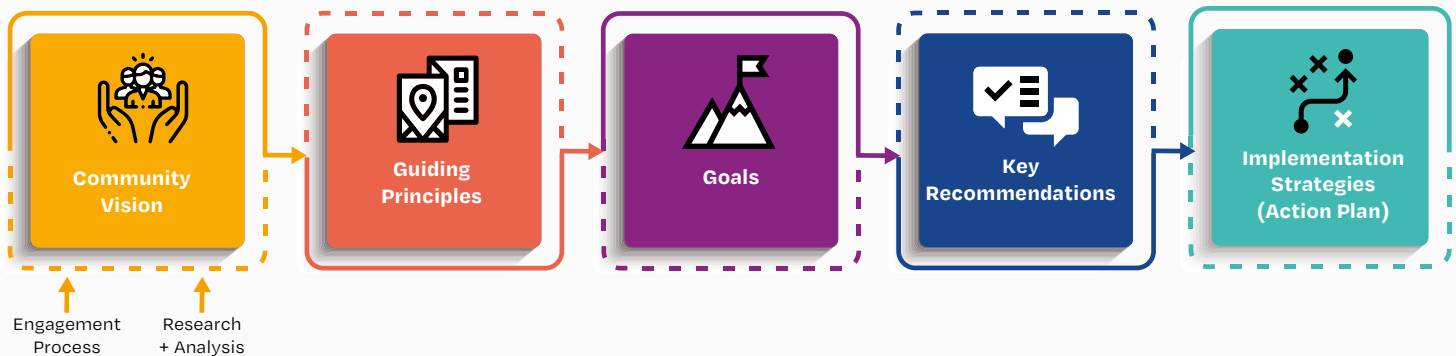 Community
Vision
Guiding
Principles
Goals
Key
Recommendations
Implementation
Strategies
(Action Plan)
Engagement
Process
Research
+ Analysis